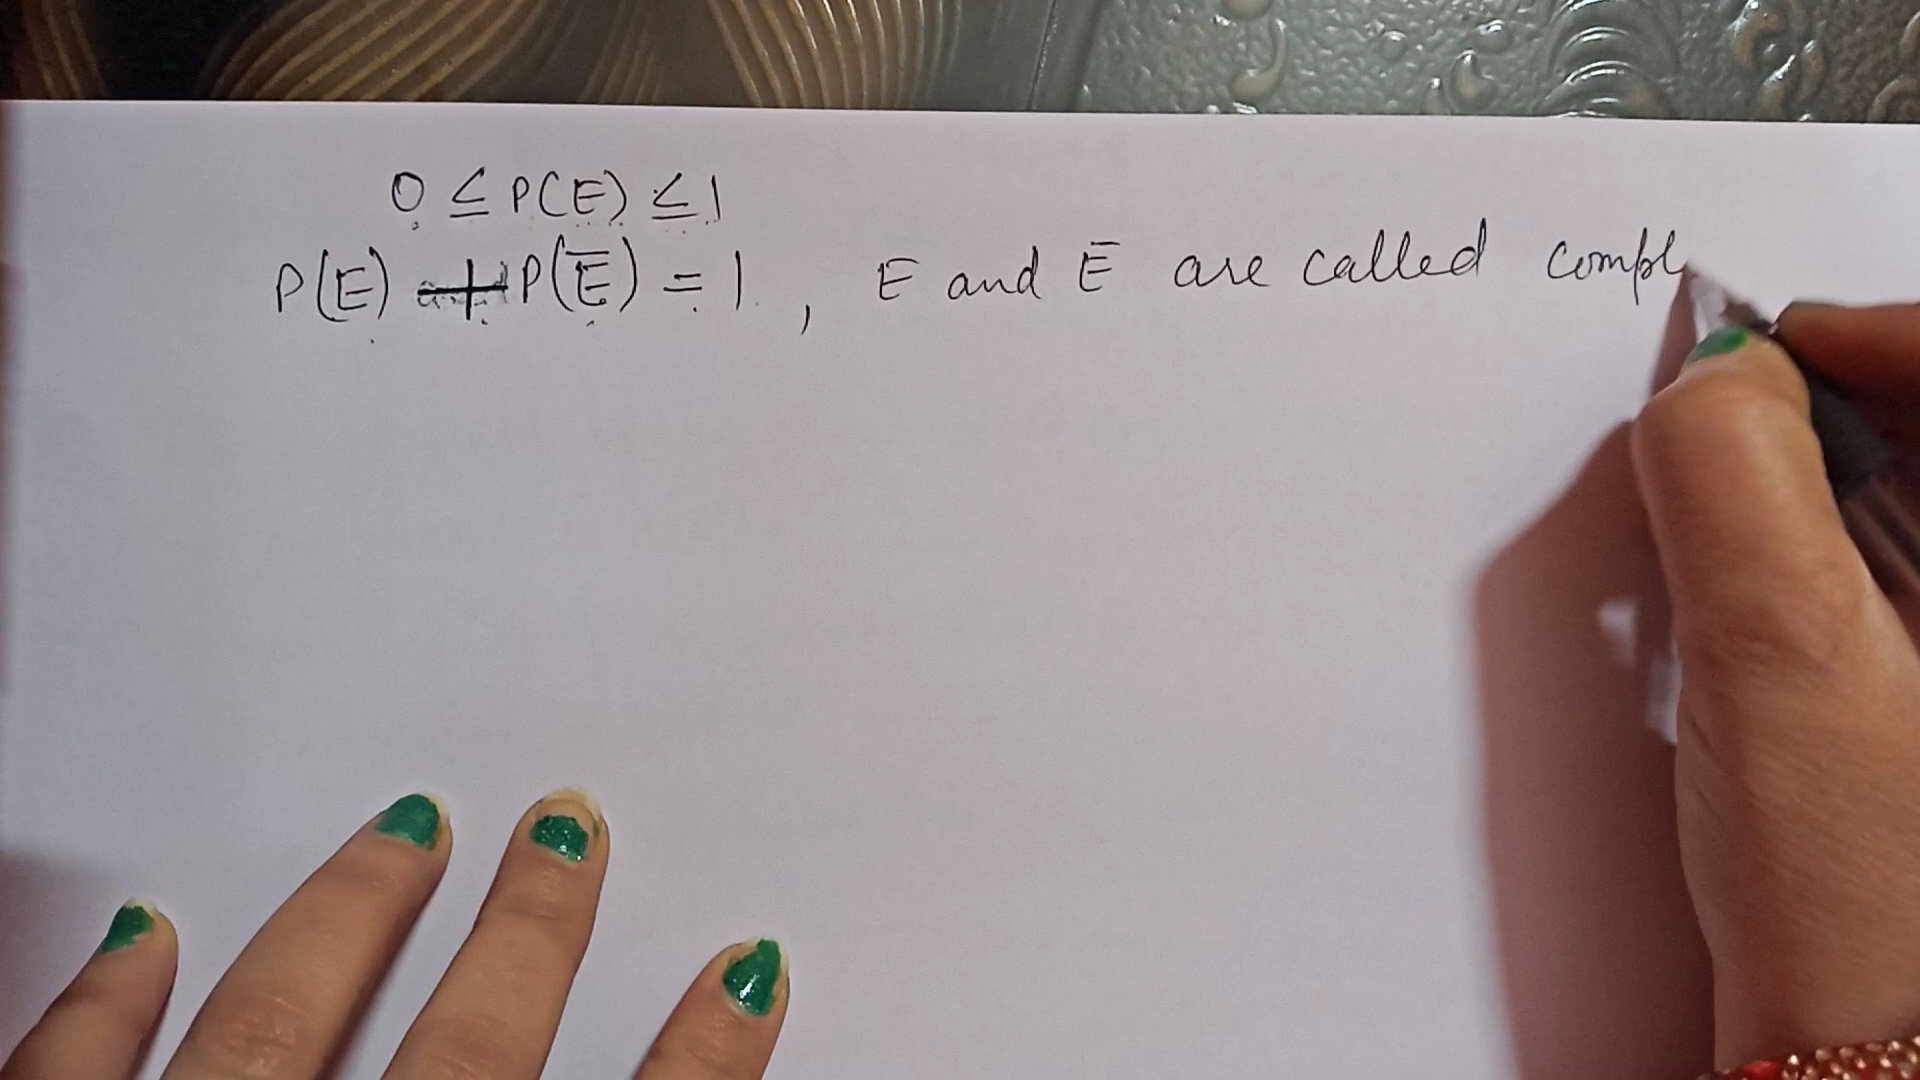 0 ≤ P(E) ≤ 1
P(E) + P(Ē) = 1 , E and Ē are called compl